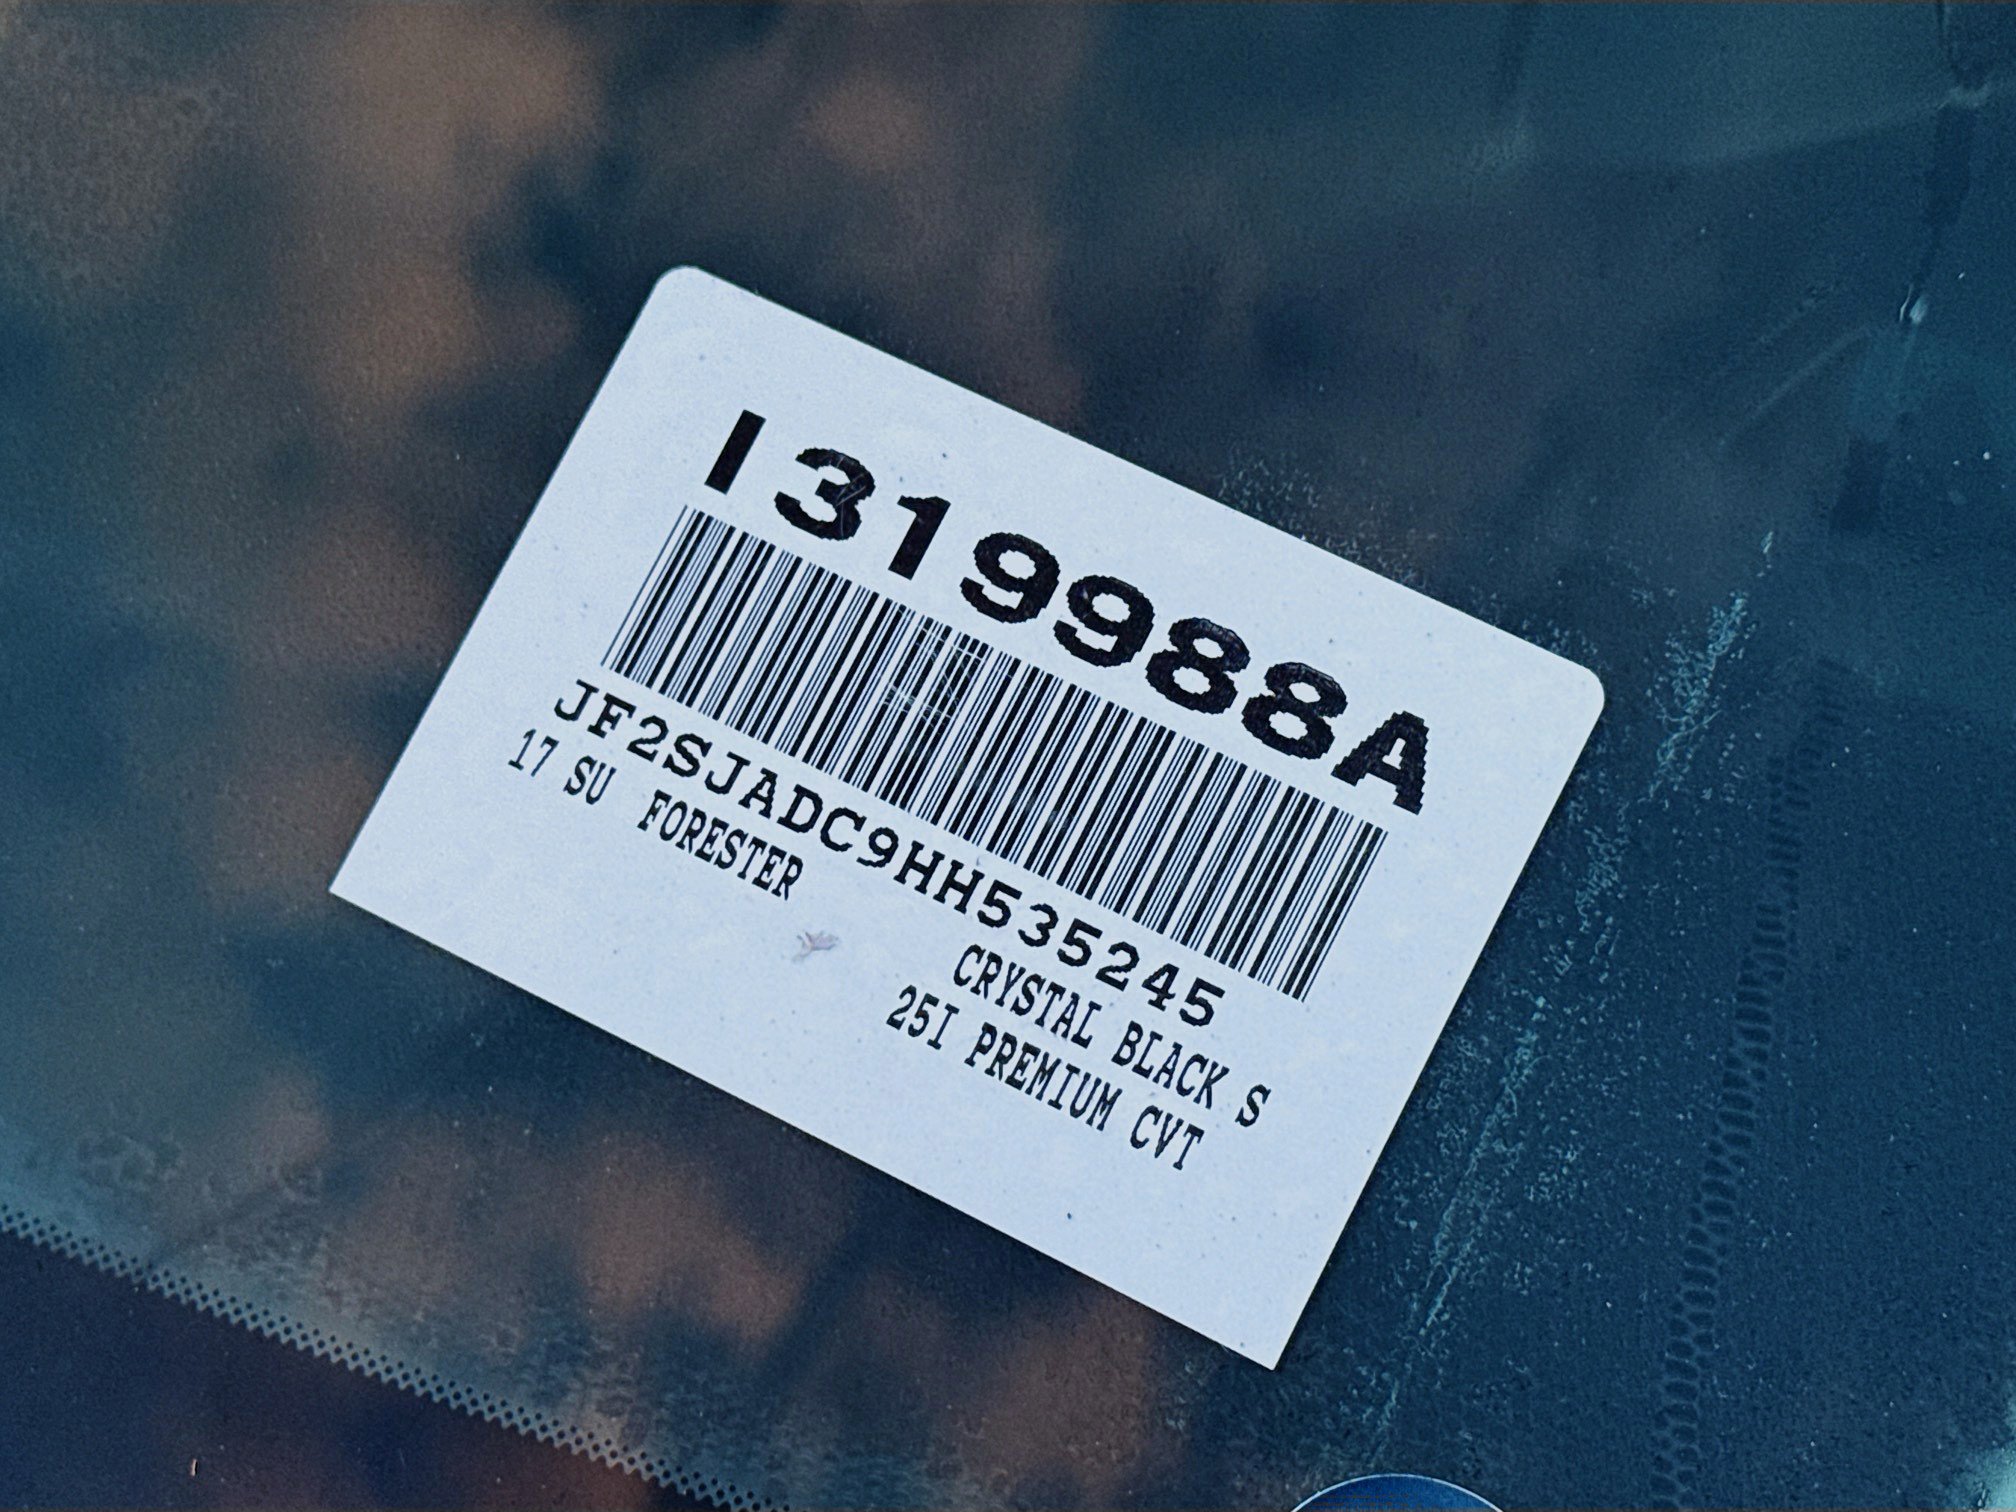 I319988A
JF2SJADC9HH535245
17 SU FORESTER
CRYSTAL BLACK S
25I PREMIUM CVT